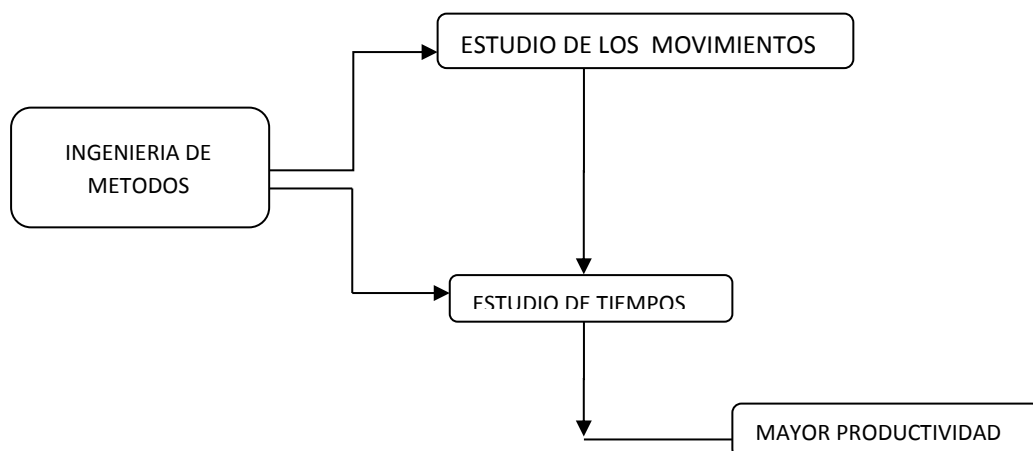 ESTUDIO DE LOS MOVIMIENTOS
INGENIERIA DE
METODOS
ESTUDIO DE TIEMPOS
MAYOR PRODUCTIVIDAD